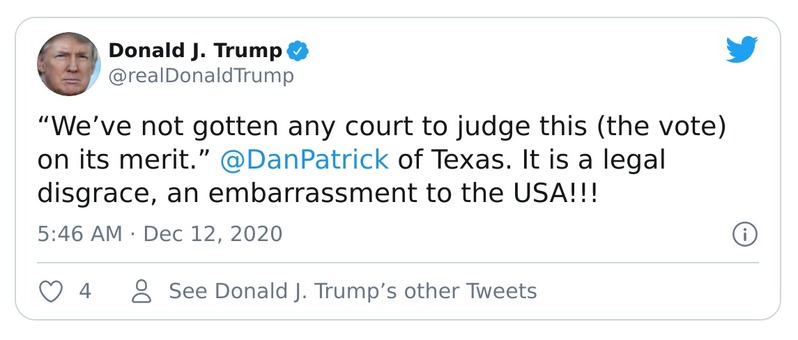 Donald J. Trump
@realDonaldTrump
“We’ve not gotten any court to judge this (the vote)
on its merit.” @DanPatrick of Texas. It is a legal
disgrace, an embarrassment to the USA!!!
5:46 AM · Dec 12, 2020
4 See Donald J. Trump’s other Tweets